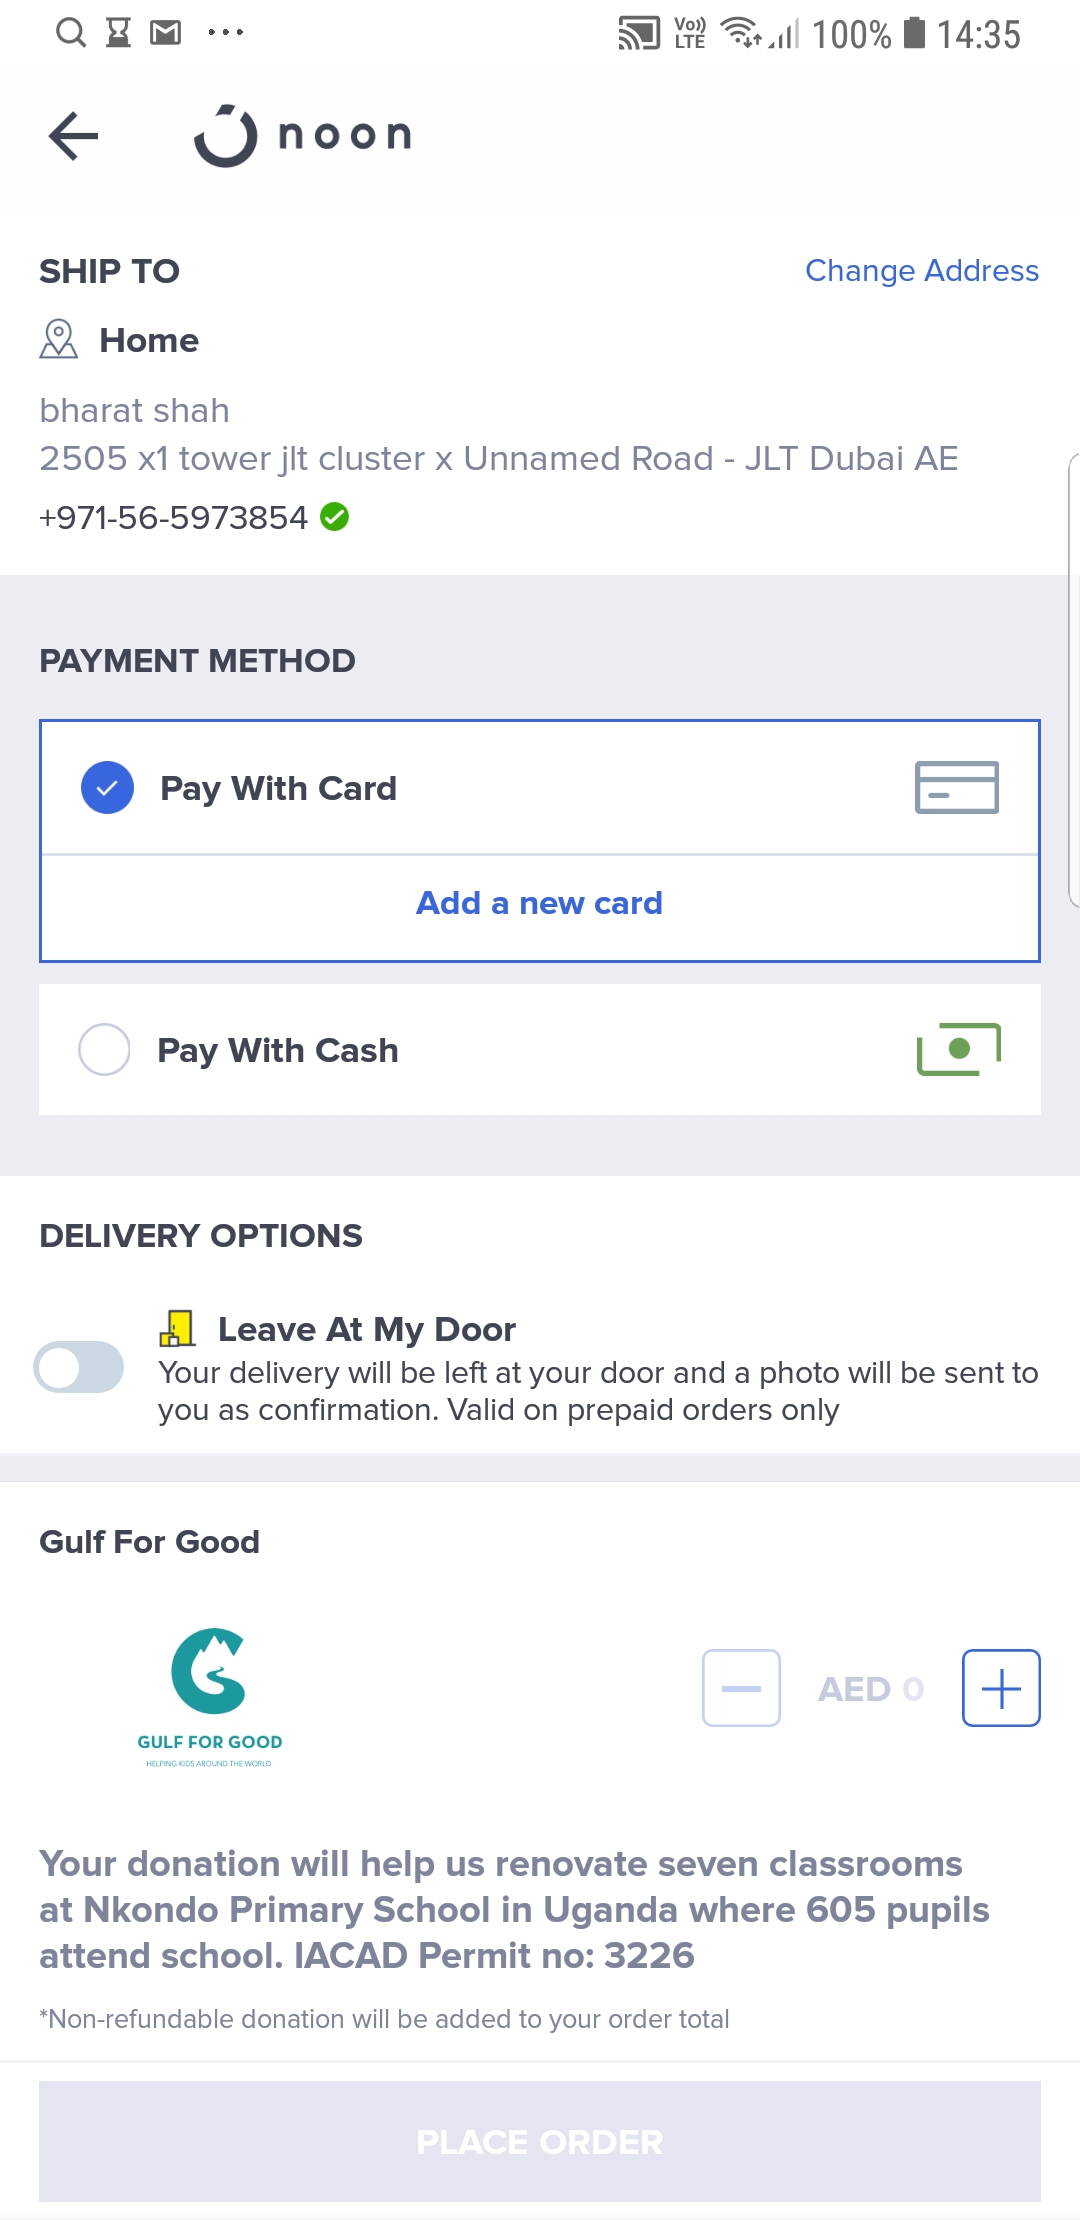 Vo)) LTE 100% 14:35
noon
SHIP TO
Change Address
Home
bharat shah
2505 x1 tower jlt cluster x Unnamed Road - JLT Dubai AE
+971-56-5973854
PAYMENT METHOD
Pay With Card
Add a new card
Pay With Cash
DELIVERY OPTIONS
Leave At My Door
Your delivery will be left at your door and a photo will be sent to
you as confirmation. Valid on prepaid orders only
Gulf For Good
GULF FOR GOOD
HELPING KIDS AROUND THE WORLD
AED 0
Your donation will help us renovate seven classrooms
at Nkondo Primary School in Uganda where 605 pupils
attend school. IACAD Permit no: 3226
*Non-refundable donation will be added to your order total
PLACE ORDER